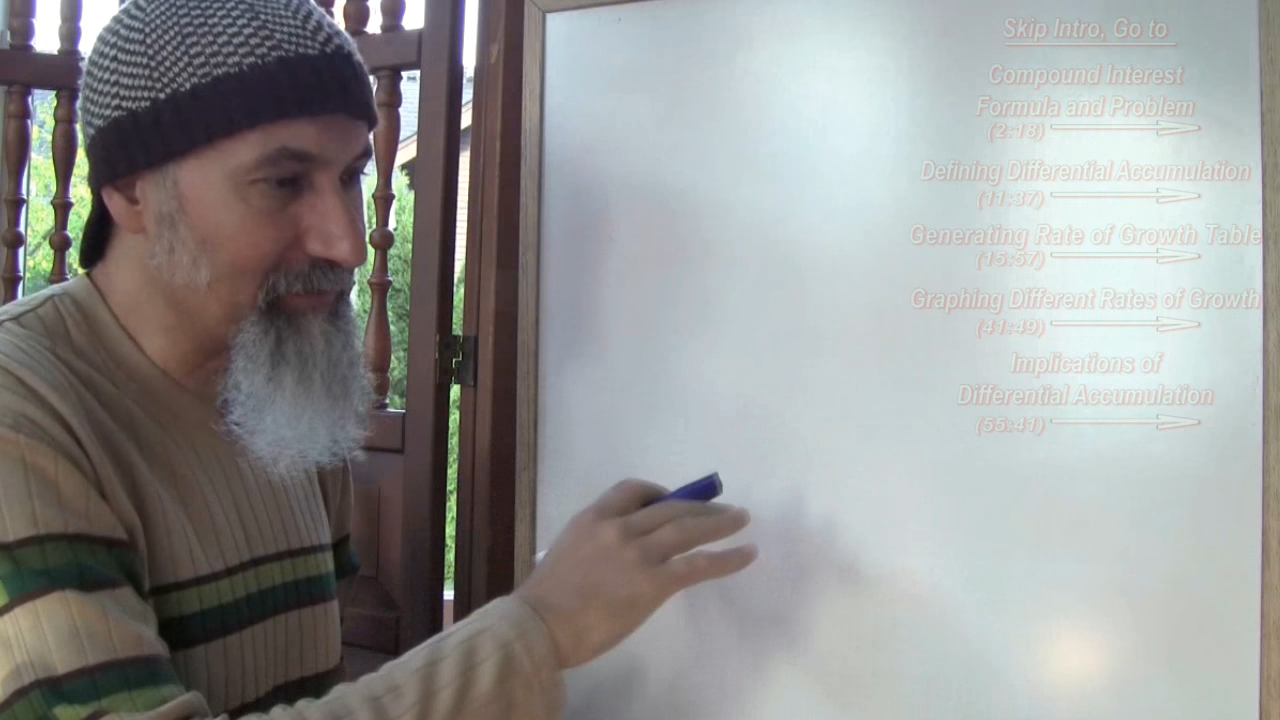 Skip Intro, Go to
Compound Interest
Formula and Problem
(2:18)
Defining Differential Accumulation
(11:37)
Generating Rate of Growth Table
(15:57)
Graphing Different Rates of Growth
(41:49)
Implications of
Differential Accumulation
(55:41)